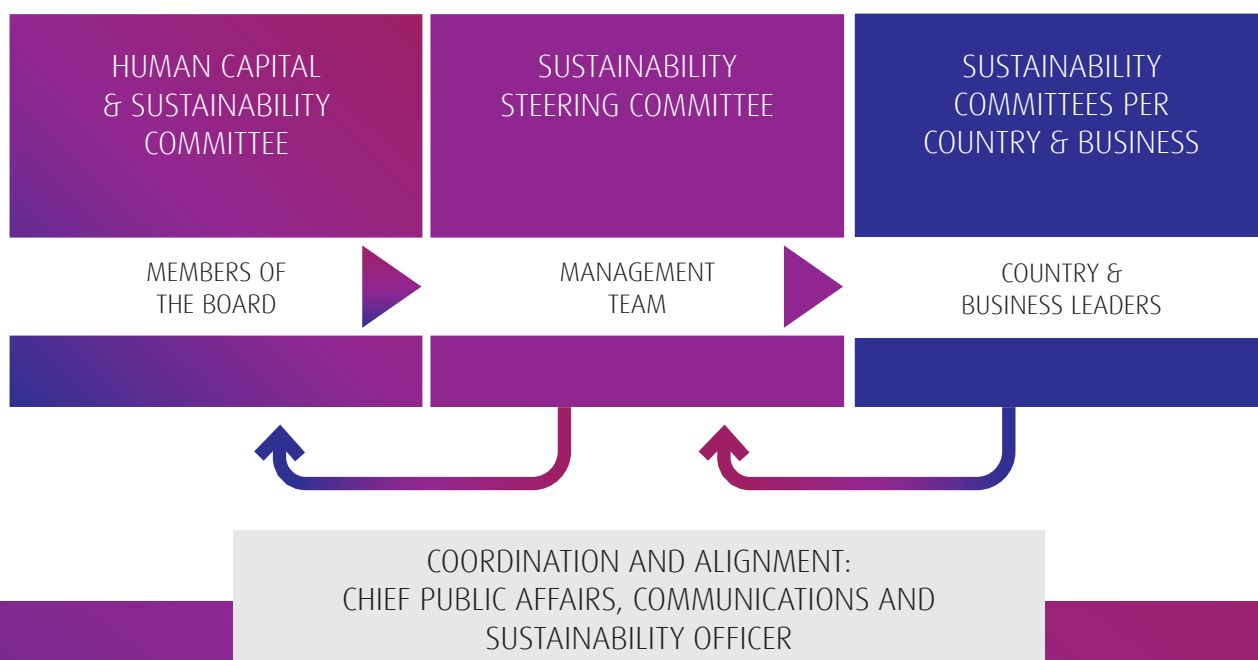 HUMAN CAPITAL
& SUSTAINABILITY
COMMITTEE
MEMBERS OF
THE BOARD
SUSTAINABILITY
STEERING COMMITTEE
MANAGEMENT
TEAM
SUSTAINABILITY
COMMITTEES PER
COUNTRY & BUSINESS
COUNTRY &
BUSINESS LEADERS
COORDINATION AND ALIGNMENT:
CHIEF PUBLIC AFFAIRS, COMMUNICATIONS AND
SUSTAINABILITY OFFICER